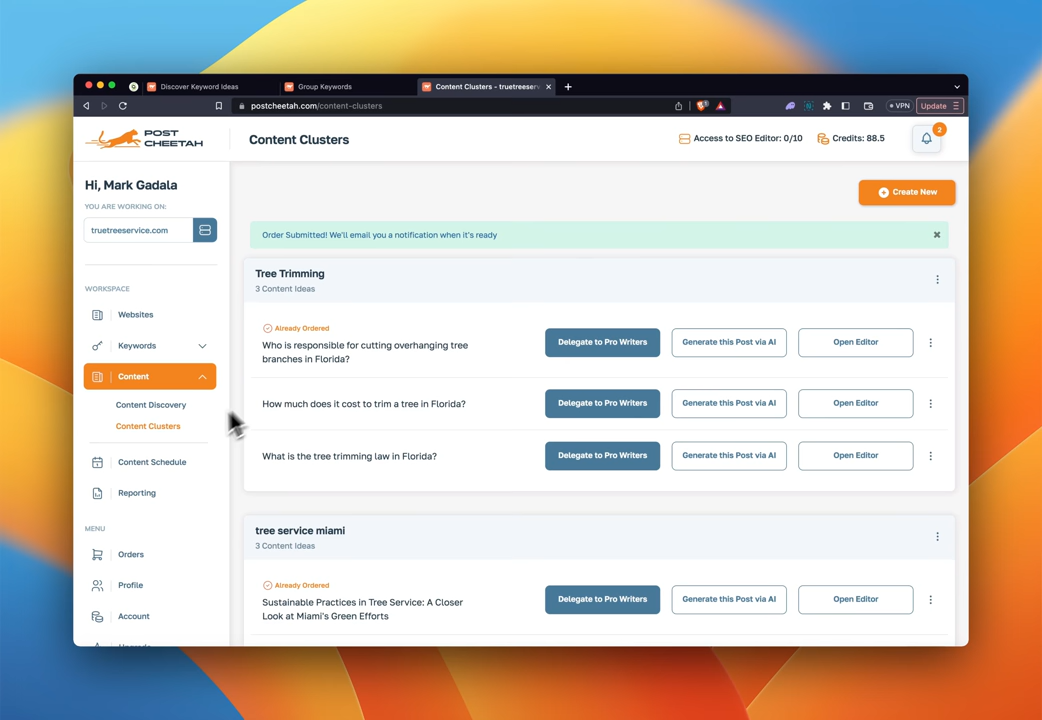 Discover Keyword Ideas
Group Keywords
Content Clusters - truetreeserv
postcheetah.com/content-clusters
VPN
Update
POST
CHEETAH
Content Clusters
Access to SEO Editor: 0/10
Credits: 88.5
2
Hi, Mark Gadala
YOU ARE WORKING ON:
truetreeservice.com
WORKSPACE
Websites
Keywords
Content
Content Discovery
Content Clusters
Content Schedule
Reporting
MENU
Orders
Profile
Account
Create New
Order Submitted! We'll email you a notification when it's ready
Tree Trimming
3 Content Ideas
Already Ordered
Who is responsible for cutting overhanging tree
branches in Florida?
Delegate to Pro Writers
Generate this Post via AI
Open Editor
How much does it cost to trim a tree in Florida?
Delegate to Pro Writers
Generate this Post via AI
Open Editor
What is the tree trimming law in Florida?
Delegate to Pro Writers
Generate this Post via AI
Open Editor
tree service miami
3 Content Ideas
Already Ordered
Sustainable Practices in Tree Service: A Closer
Look at Miami's Green Efforts
Delegate to Pro Writers
Generate this Post via AI
Open Editor